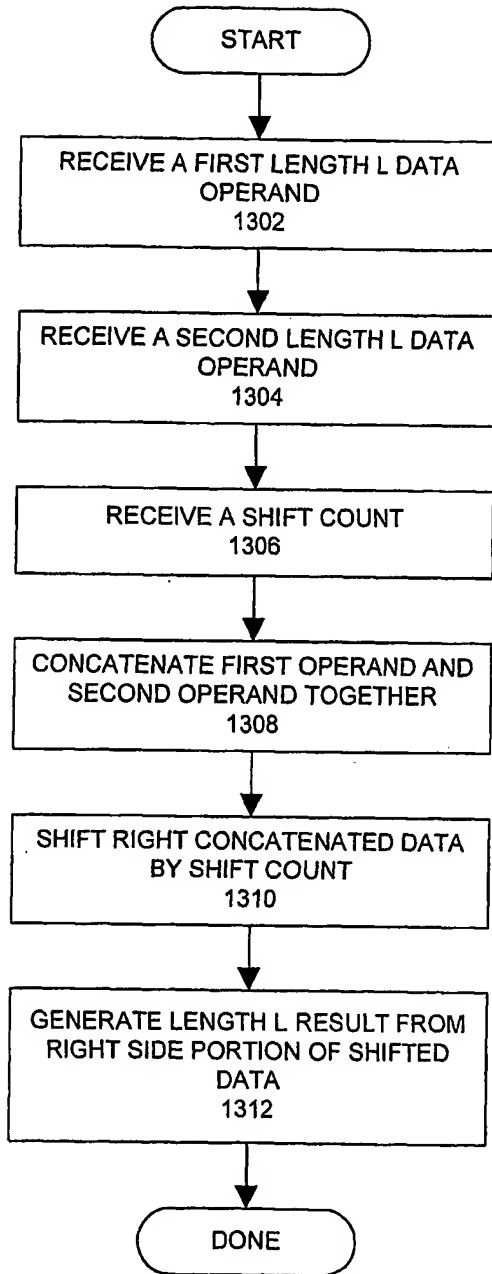 START
RECEIVE A FIRST LENGTH L DATA
OPERAND
1302
RECEIVE A SECOND LENGTH L DATA
OPERAND
1304
RECEIVE A SHIFT COUNT
1306
CONCATENATE FIRST OPERAND AND
SECOND OPERAND TOGETHER
1308
SHIFT RIGHT CONCATENATED DATA
BY SHIFT COUNT
1310
GENERATE LENGTH L RESULT FROM
RIGHT SIDE PORTION OF SHIFTED
DATA
1312
DONE